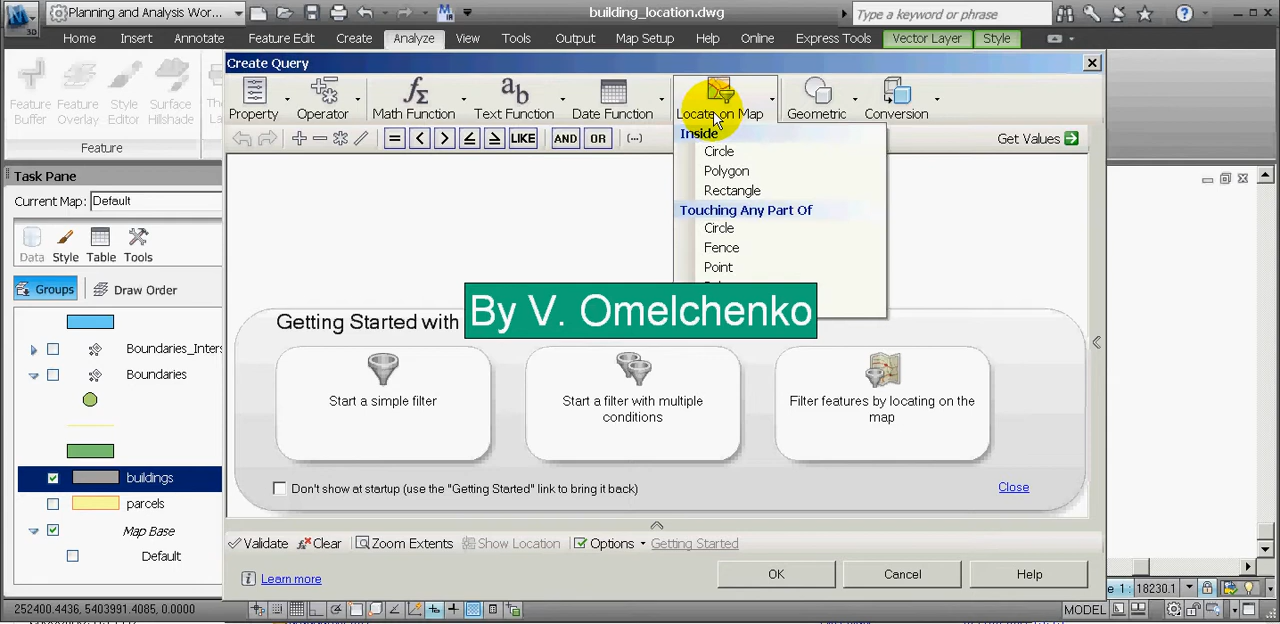 Planning and Analysis Wor...
building_location.dwg
Type a keyword or phrase
3D
Home
Insert
Annotate
Feature Edit
Create
Analyze
View
Tools
Output
Map Setup
Help
Online
Express Tools
Vector Layer
Style
Create Query
Property
Operator
Math Function
Text Function
Date Function
Locate on Map
Geometric
Conversion
Feature Buffer
Feature Overlay
Style Editor
Surface Hillshade
Feature
= < > ≤ ≥ LIKE AND OR (...)
Get Values
Inside
Circle
Polygon
Rectangle
Touching Any Part Of
Circle
Fence
Point
Task Pane
Current Map: Default
Data
Style
Table
Tools
Groups
Draw Order
Boundaries_Inters
Boundaries
buildings
parcels
Map Base
Default
By V. Omelchenko
Getting Started with
Start a simple filter
Start a filter with multiple
conditions
Filter features by locating on the
map
Don't show at startup (use the "Getting Started" link to bring it back)
Close
Validate
Clear
Zoom Extents
Show Location
Options
Getting Started
Learn more
OK
Cancel
Help
1 : 18230.1
252400.4436, 5403991.4085, 0.0000
MODEL